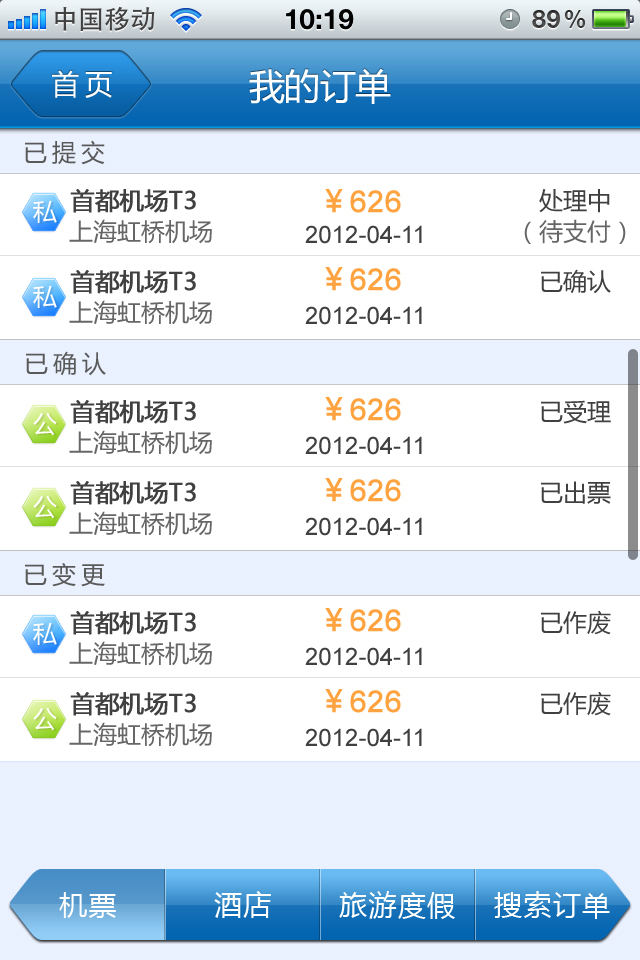 中国移动 10:19 89%
首页 我的订单
已提交
私 首都机场T3 ¥626 处理中
上海虹桥机场 2012-04-11 (待支付)
私 首都机场T3 ¥626 已确认
上海虹桥机场 2012-04-11
已确认
公 首都机场T3 ¥626 已受理
上海虹桥机场 2012-04-11
公 首都机场T3 ¥626 已出票
上海虹桥机场 2012-04-11
已变更
私 首都机场T3 ¥626 已作废
上海虹桥机场 2012-04-11
公 首都机场T3 ¥626 已作废
上海虹桥机场 2012-04-11
机票 酒店 旅游度假 搜索订单